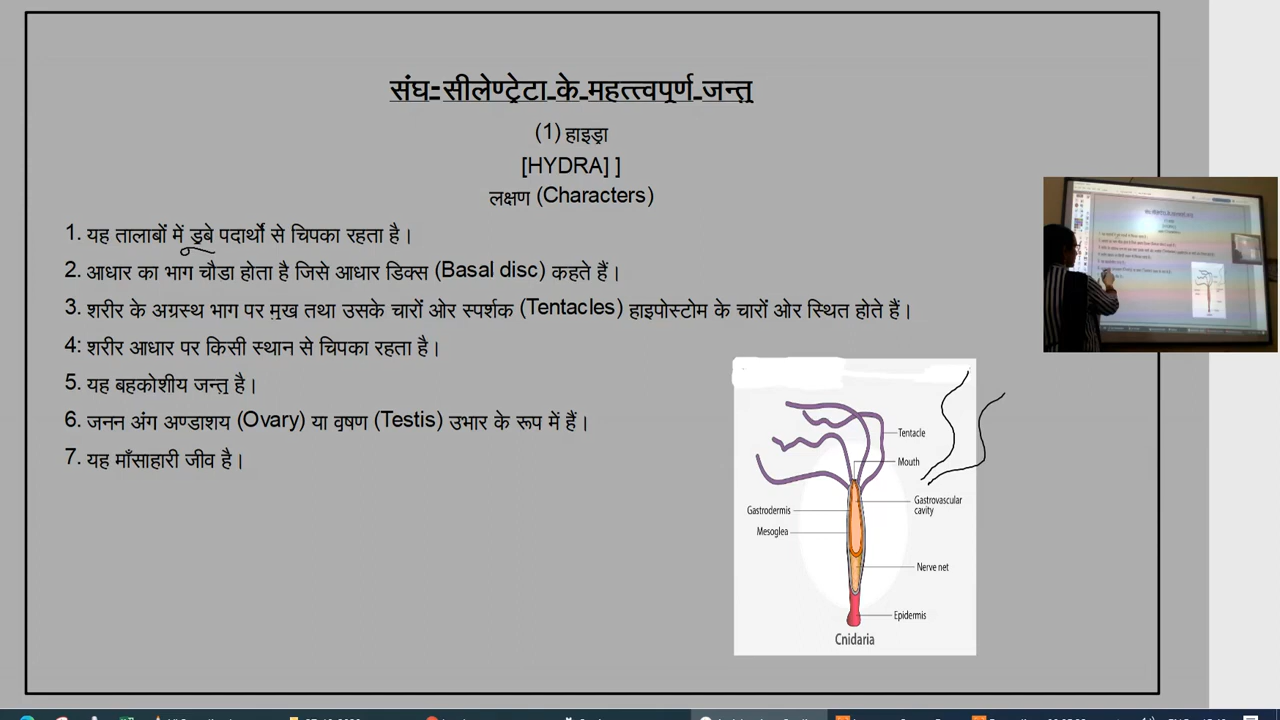 संघ-सीलेण्ट्रेटा के महत्त्वपूर्ण जन्तु
(1) हाइड्रा
[HYDRA] ]
लक्षण (Characters)
1. यह तालाबों में डूबे पदार्थो से चिपका रहता है।
2. आधार का भाग चौडा होता है जिसे आधार डिक्स (Basal disc) कहते हैं।
3. शरीर के अग्रस्थ भाग पर मुख तथा उसके चारों ओर स्पर्शक (Tentacles) हाइपोस्टोम के चारों ओर स्थित होते हैं।
4: शरीर आधार पर किसी स्थान से चिपका रहता है।
5. यह बहुकोशीय जन्तु है।
6. जनन अंग अण्डाशय (Ovary) या वृषण (Testis) उभार के रूप में हैं।
7. यह माँसाहारी जीव है।
Tentacle
Mouth
Gastrovascular
cavity
Gastrodermis
Mesoglea
Nerve net
Epidermis
Cnidaria